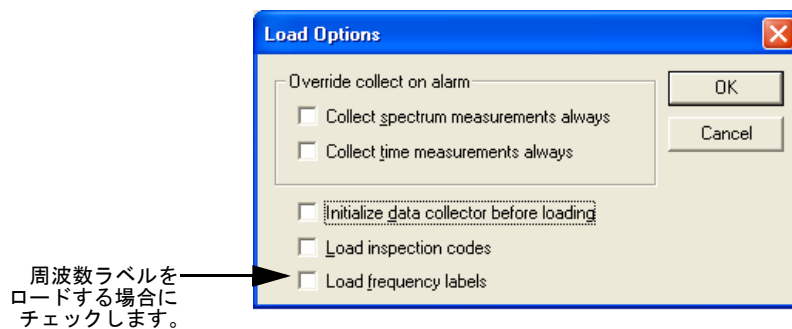 Load Options
Override collect on alarm
Collect spectrum measurements always
Collect time measurements always
OK
Cancel
Initialize data collector before loading
Load inspection codes
Load frequency labels
周波数ラベルを
ロードする場合に
チェックします。